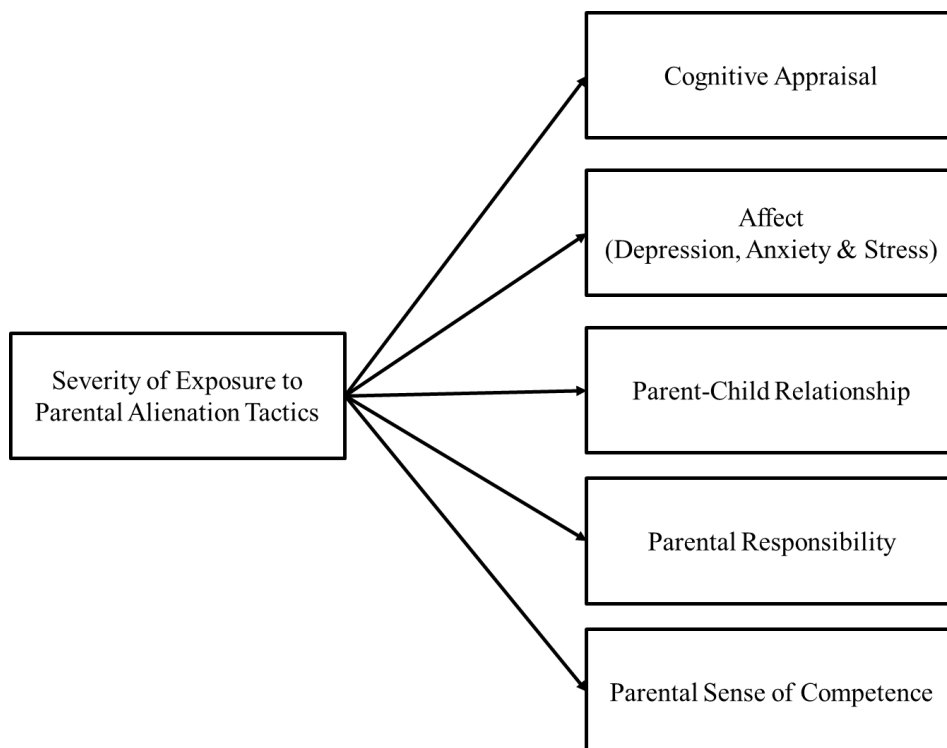 Cognitive Appraisal
Affect
(Depression, Anxiety & Stress)
Severity of Exposure to
Parental Alienation Tactics
Parent-Child Relationship
Parental Responsibility
Parental Sense of Competence